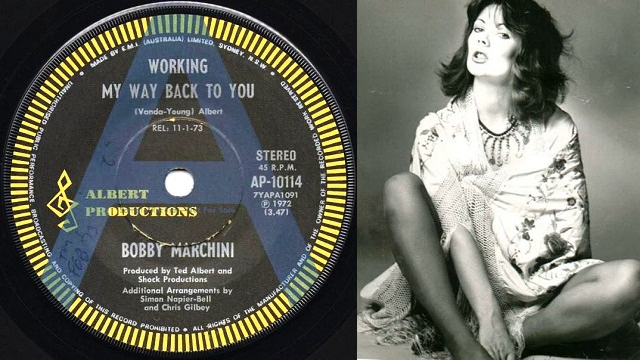 MADE BY E.M.I. (AUSTRALIA) LIMITED, SYDNEY, N.S.W.
WORKING
MY WAY BACK TO YOU
(Vanda-Young) Albert
REL: 11-1-73
STEREO
45 R.P.M.
AP-10114
7YAPA1091
Ⓟ 1972
(3.47)
A
ALBERT
PRODUCTIONS
For Sale
BOBBY MARCHINI
Produced by Ted Albert and
Shock Productions
Additional Arrangements by
Simon Napier-Bell
and Chris Gilbey
UNAUTHORISED PUBLIC PERFORMANCE, BROADCASTING AND COPYING OF THIS RECORD PROHIBITED • ALL RIGHTS OF THE MANUFACTURER AND OF THE OWNER OF THE RECORDED WORK RESERVED